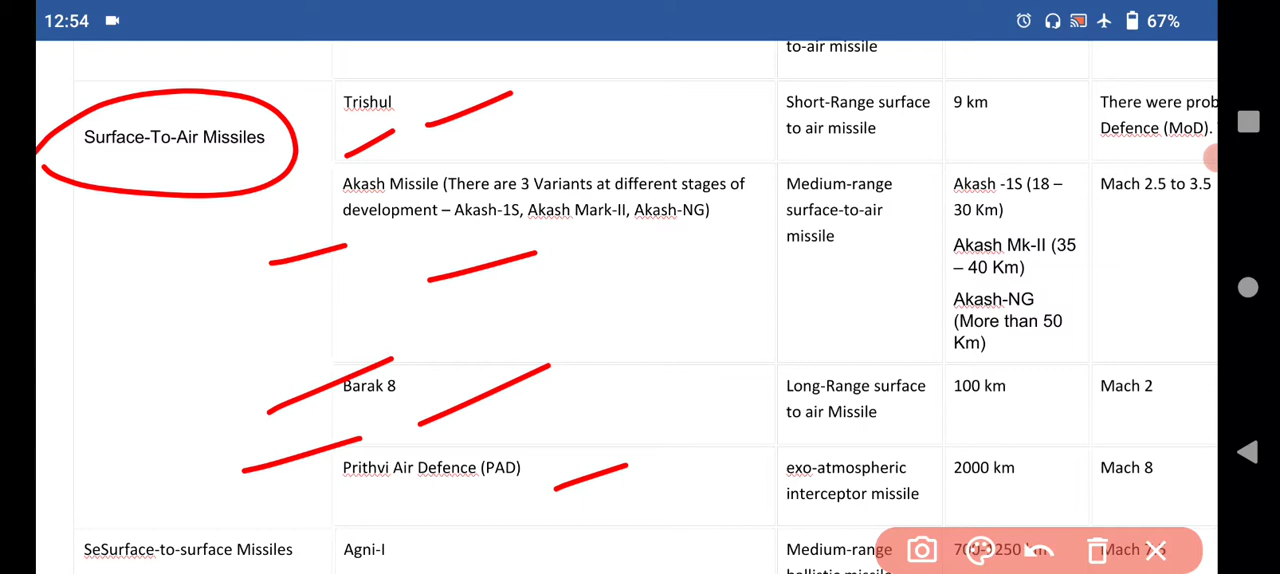 12:54
67%
to-air missile
Surface-To-Air Missiles
Trishul
Short-Range surface
to air missile
9 km
There were prob
Defence (MoD).
Akash Missile (There are 3 Variants at different stages of
development – Akash-1S, Akash Mark-II, Akash-NG)
Medium-range
surface-to-air
missile
Akash -1S (18 –
30 Km)
Akash Mk-II (35
– 40 Km)
Akash-NG
(More than 50
Km)
Mach 2.5 to 3.5
Barak 8
Long-Range surface
to air Missile
100 km
Mach 2
Prithvi Air Defence (PAD)
exo-atmospheric
interceptor missile
2000 km
Mach 8
SeSurface-to-surface Missiles
Agni-I
Medium-range
700-1250 km